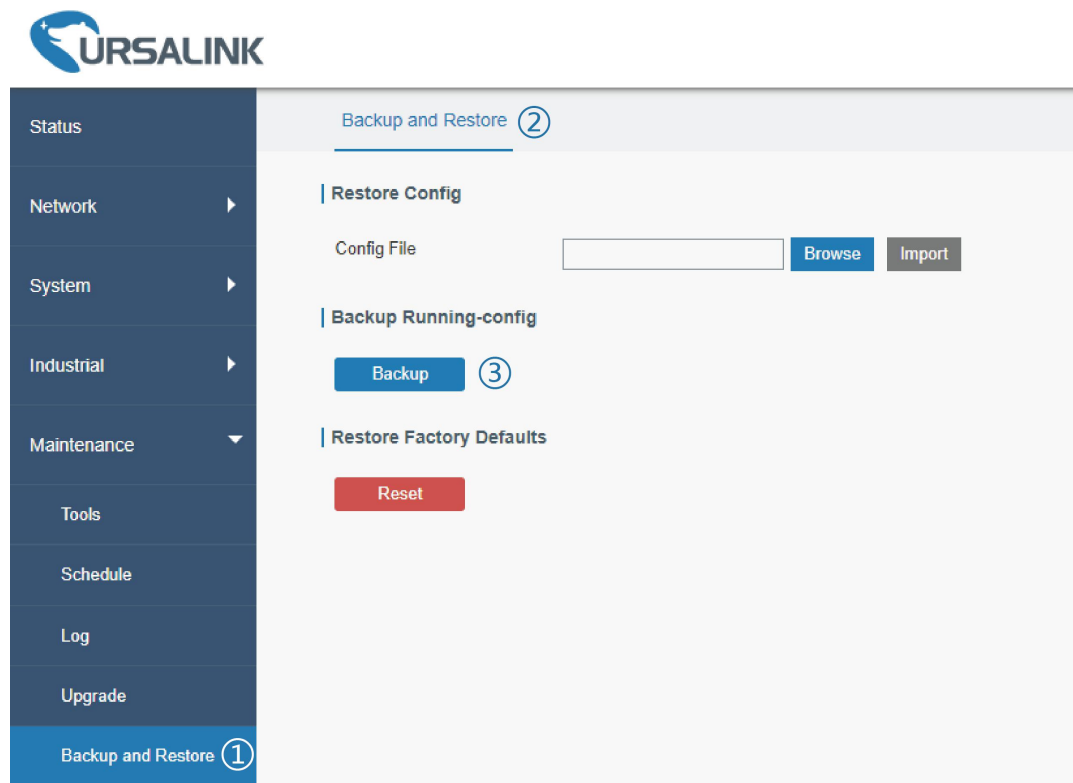 URSALINK
Status
Network
System
Industrial
Maintenance
Tools
Schedule
Log
Upgrade
Backup and Restore ①
Backup and Restore ②
Restore Config
Config File
Browse
Import
Backup Running-config
Backup ③
Restore Factory Defaults
Reset